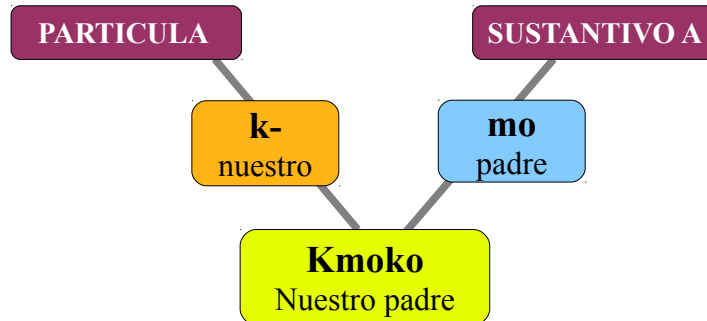 PARTICULA
SUSTANTIVO A
k-
nuestro
mo
padre
Kmoko
Nuestro padre